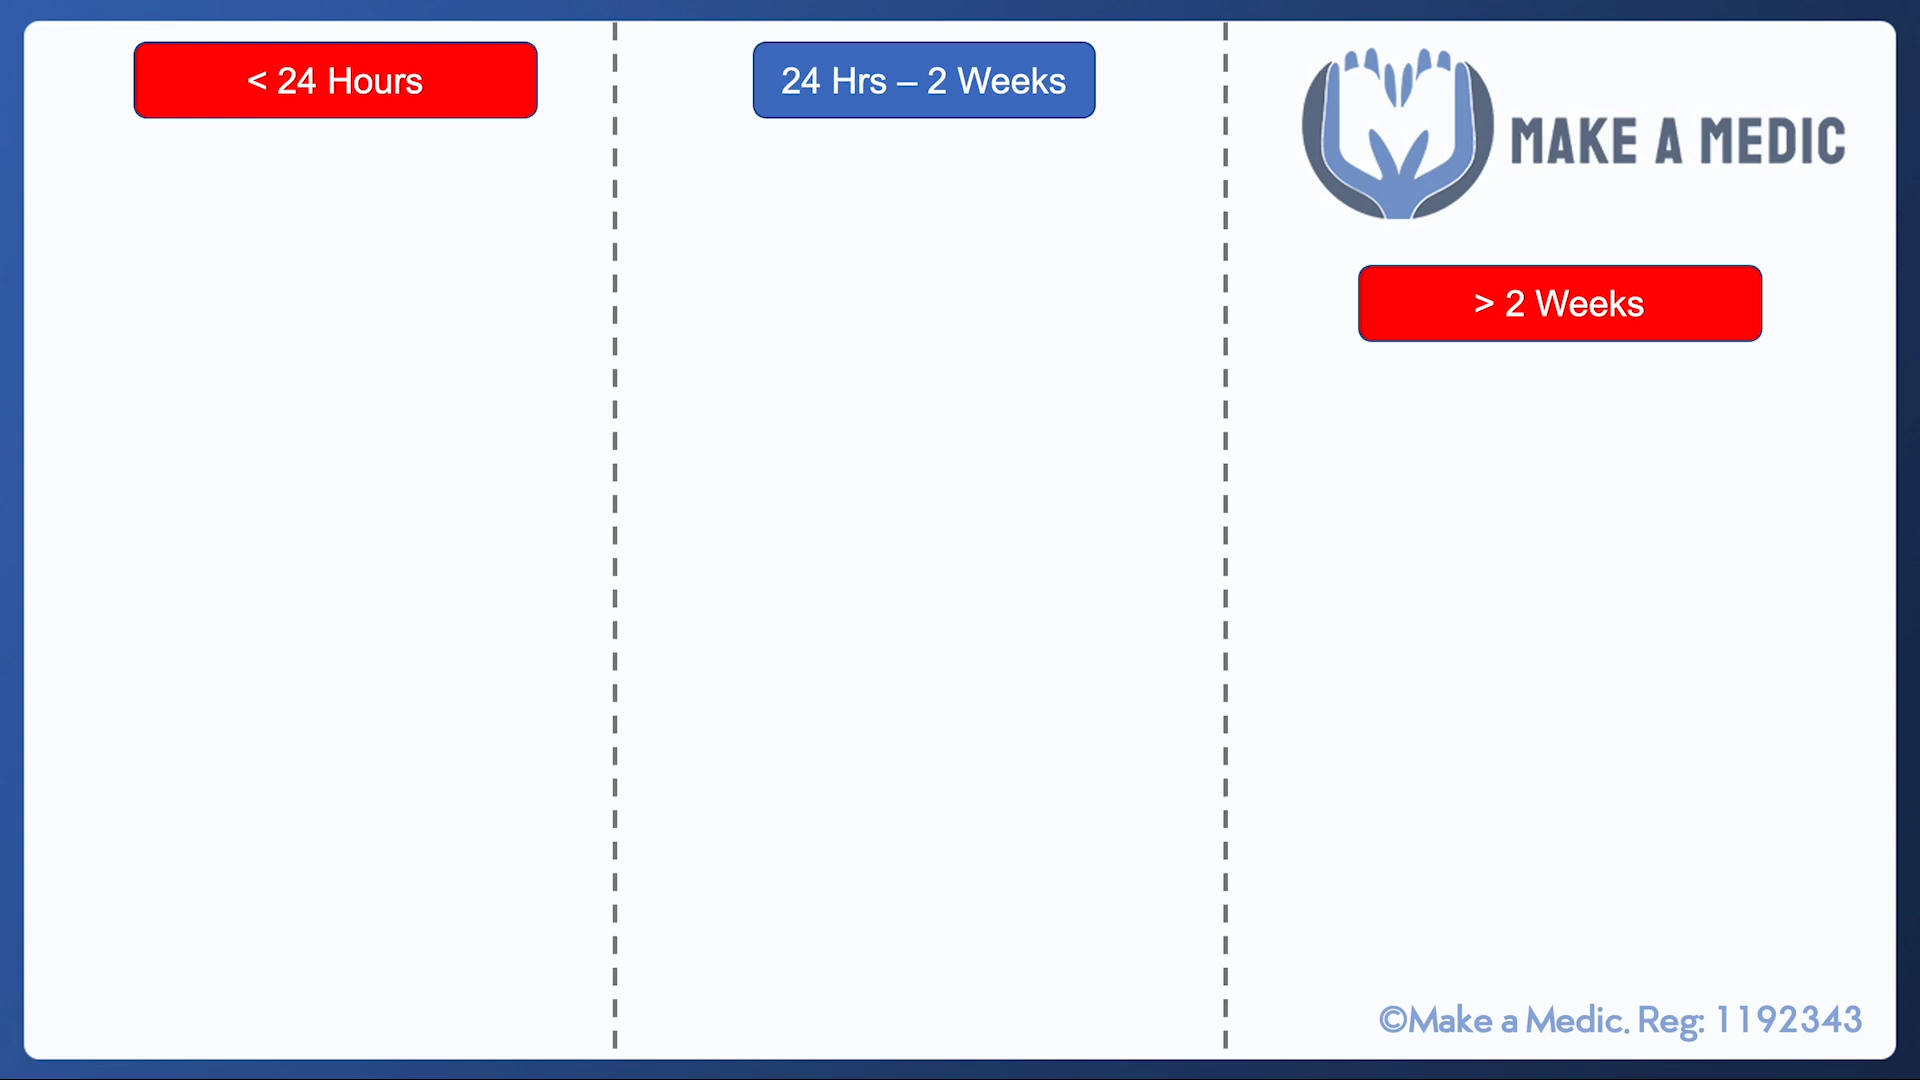 < 24 Hours
24 Hrs – 2 Weeks
MAKE A MEDIC
> 2 Weeks
©Make a Medic. Reg: 1192343